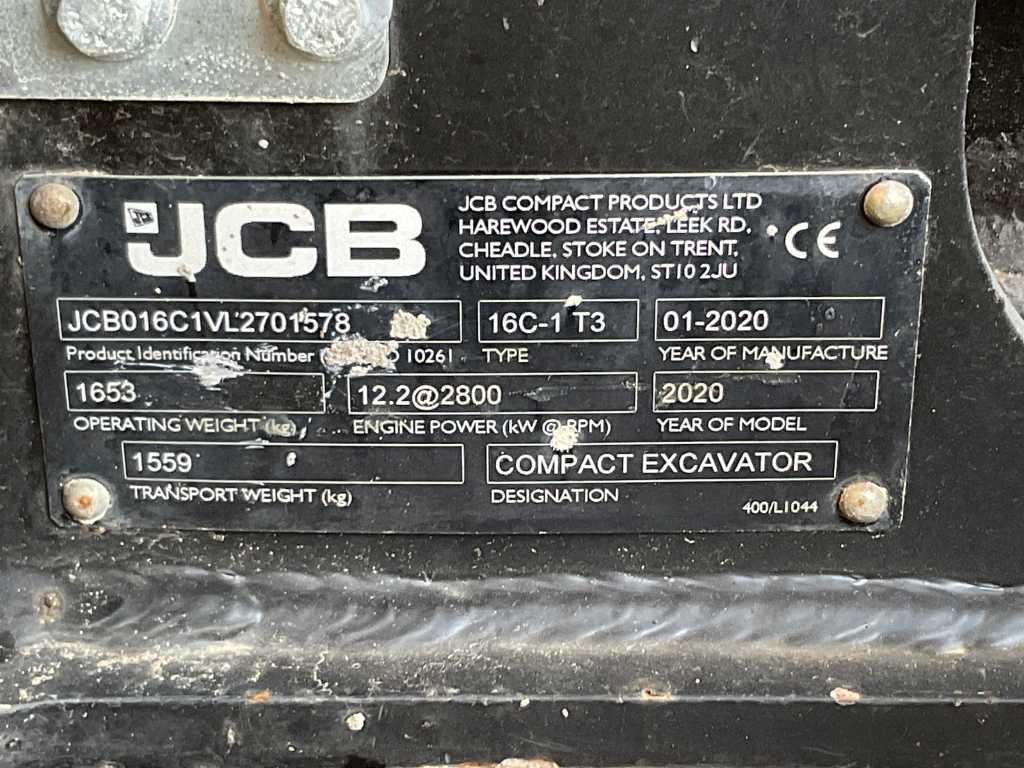 JCB
JCB COMPACT PRODUCTS LTD
HAREWOOD ESTATE, LEEK RD,
CHEADLE, STOKE ON TRENT,
UNITED KINGDOM, ST10 2JU
CE
JCB016C1VL2701578
16C-1 T3
01-2020
Product Identification Number 10261
TYPE
YEAR OF MANUFACTURE
1653
12.2@2800
2020
OPERATING WEIGHT (kg)
ENGINE POWER (kW @ RPM)
YEAR OF MODEL
1559
COMPACT EXCAVATOR
TRANSPORT WEIGHT (kg)
DESIGNATION
400/L1044